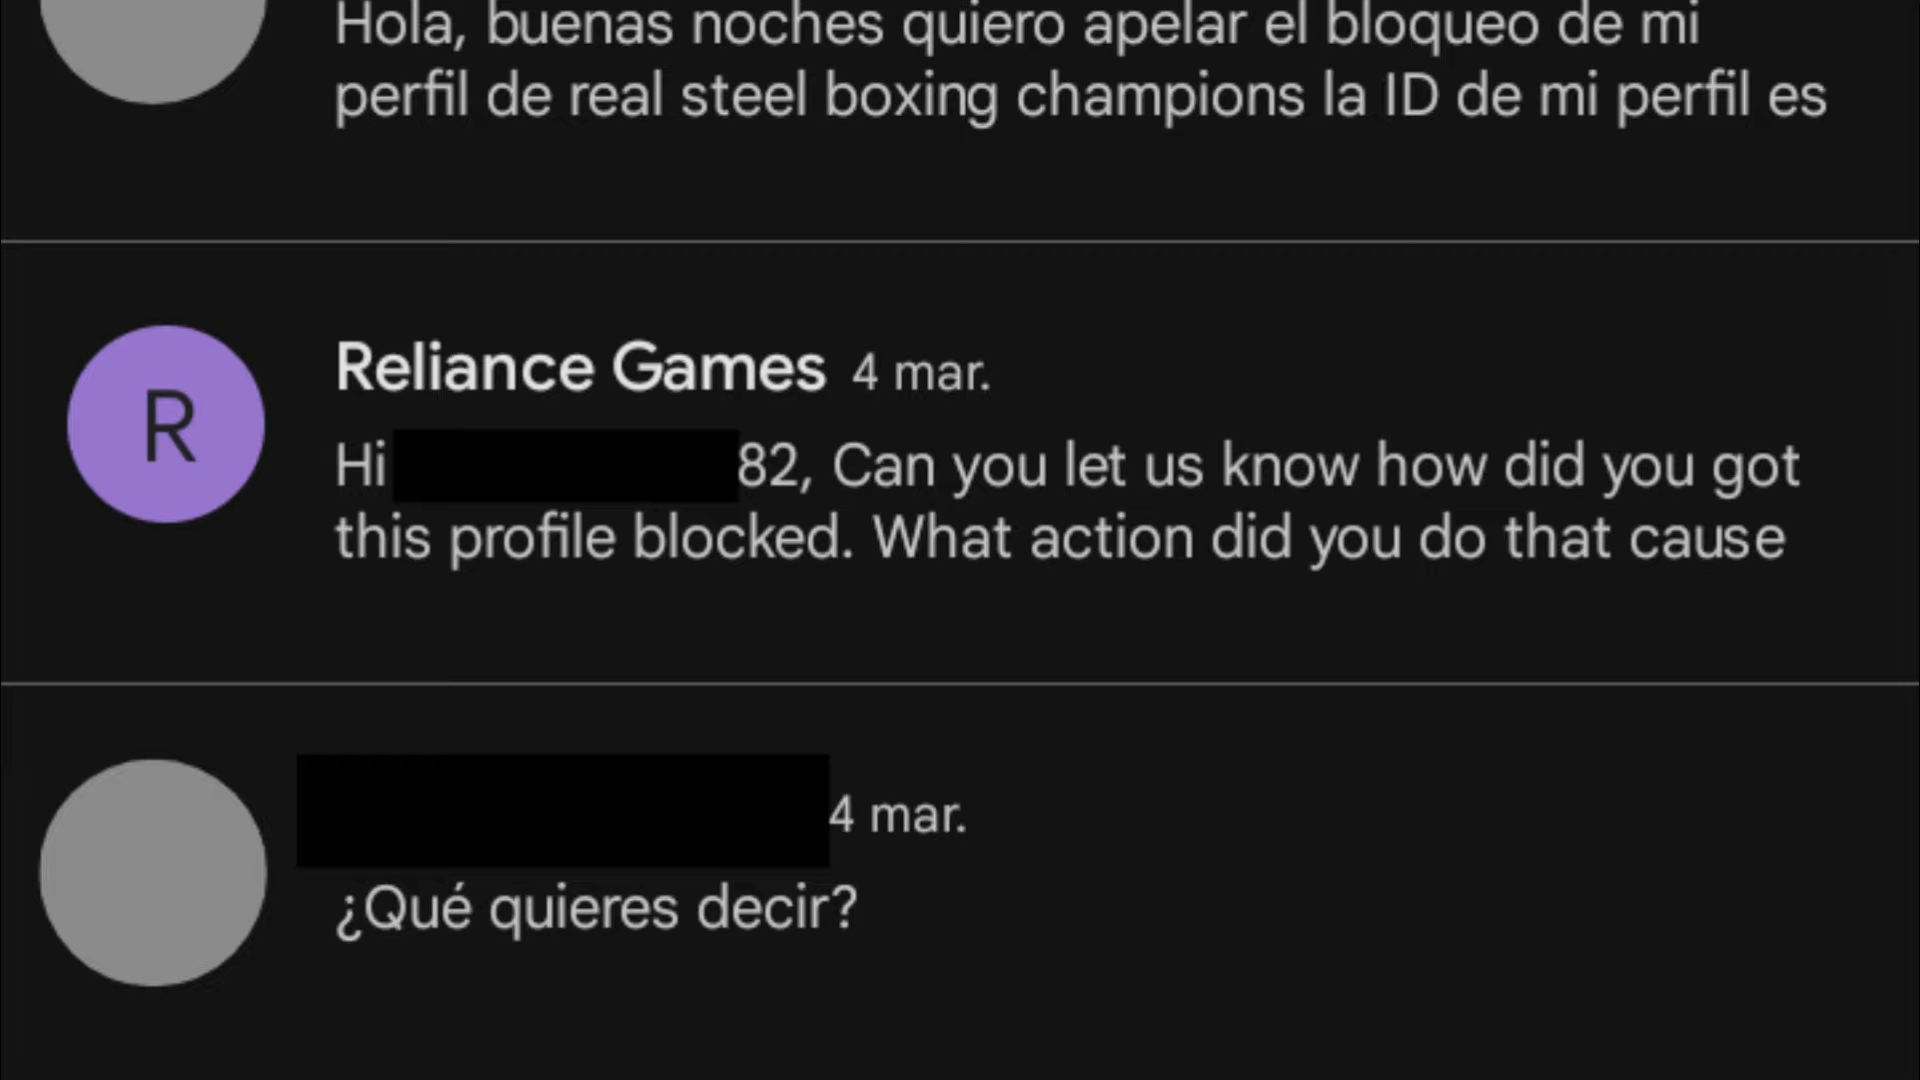 Hola, buenas noches quiero apelar el bloqueo de mi
perfil de real steel boxing champions la ID de mi perfil es
R
Reliance Games 4 mar.
Hi 82, Can you let us know how did you got
this profile blocked. What action did you do that cause
4 mar.
¿Qué quieres decir?